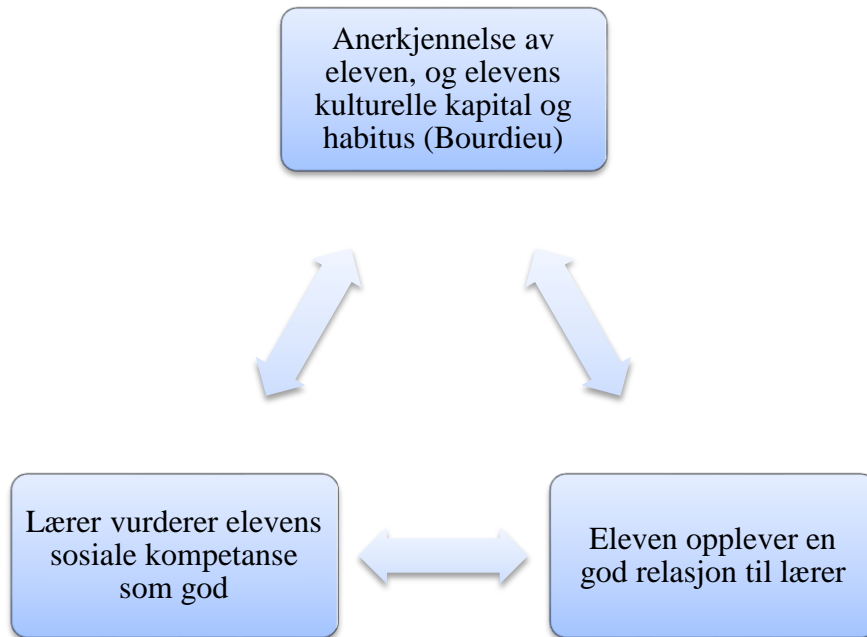 Anerkjennelse av
eleven, og elevens
kulturelle kapital og
habitus (Bourdieu)
Lærer vurderer elevens
sosiale kompetanse
som god
Eleven opplever en
god relasjon til lærer